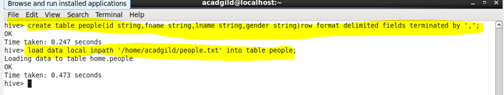 Browse and run installed applications
acadgild@localhost:~
File Edit View Search Terminal Help
hive> create table people(id string,fname string,lname string,gender string)row format delimited fields terminated by ',';
OK
Time taken: 0.247 seconds
hive> load data local inpath '/home/acadgild/people.txt' into table people;
Loading data to table home.people
OK
Time taken: 0.473 seconds
hive>